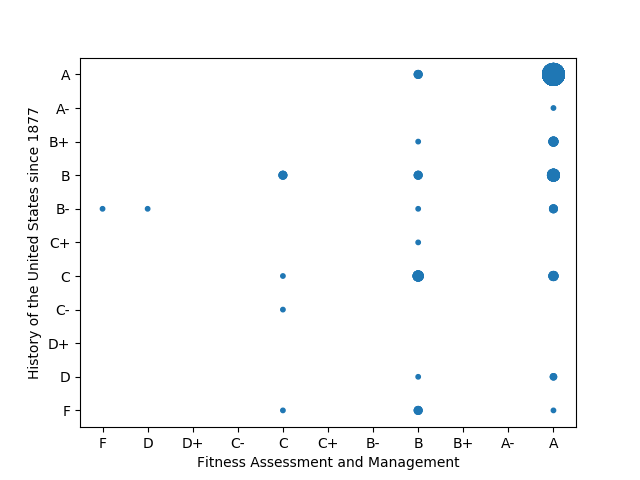 History of the United States since 1877
A
A-
B+
B
B-
C+
C
C-
D+
D
F
F D D+ C- C C+ B- B B+ A- A
Fitness Assessment and Management